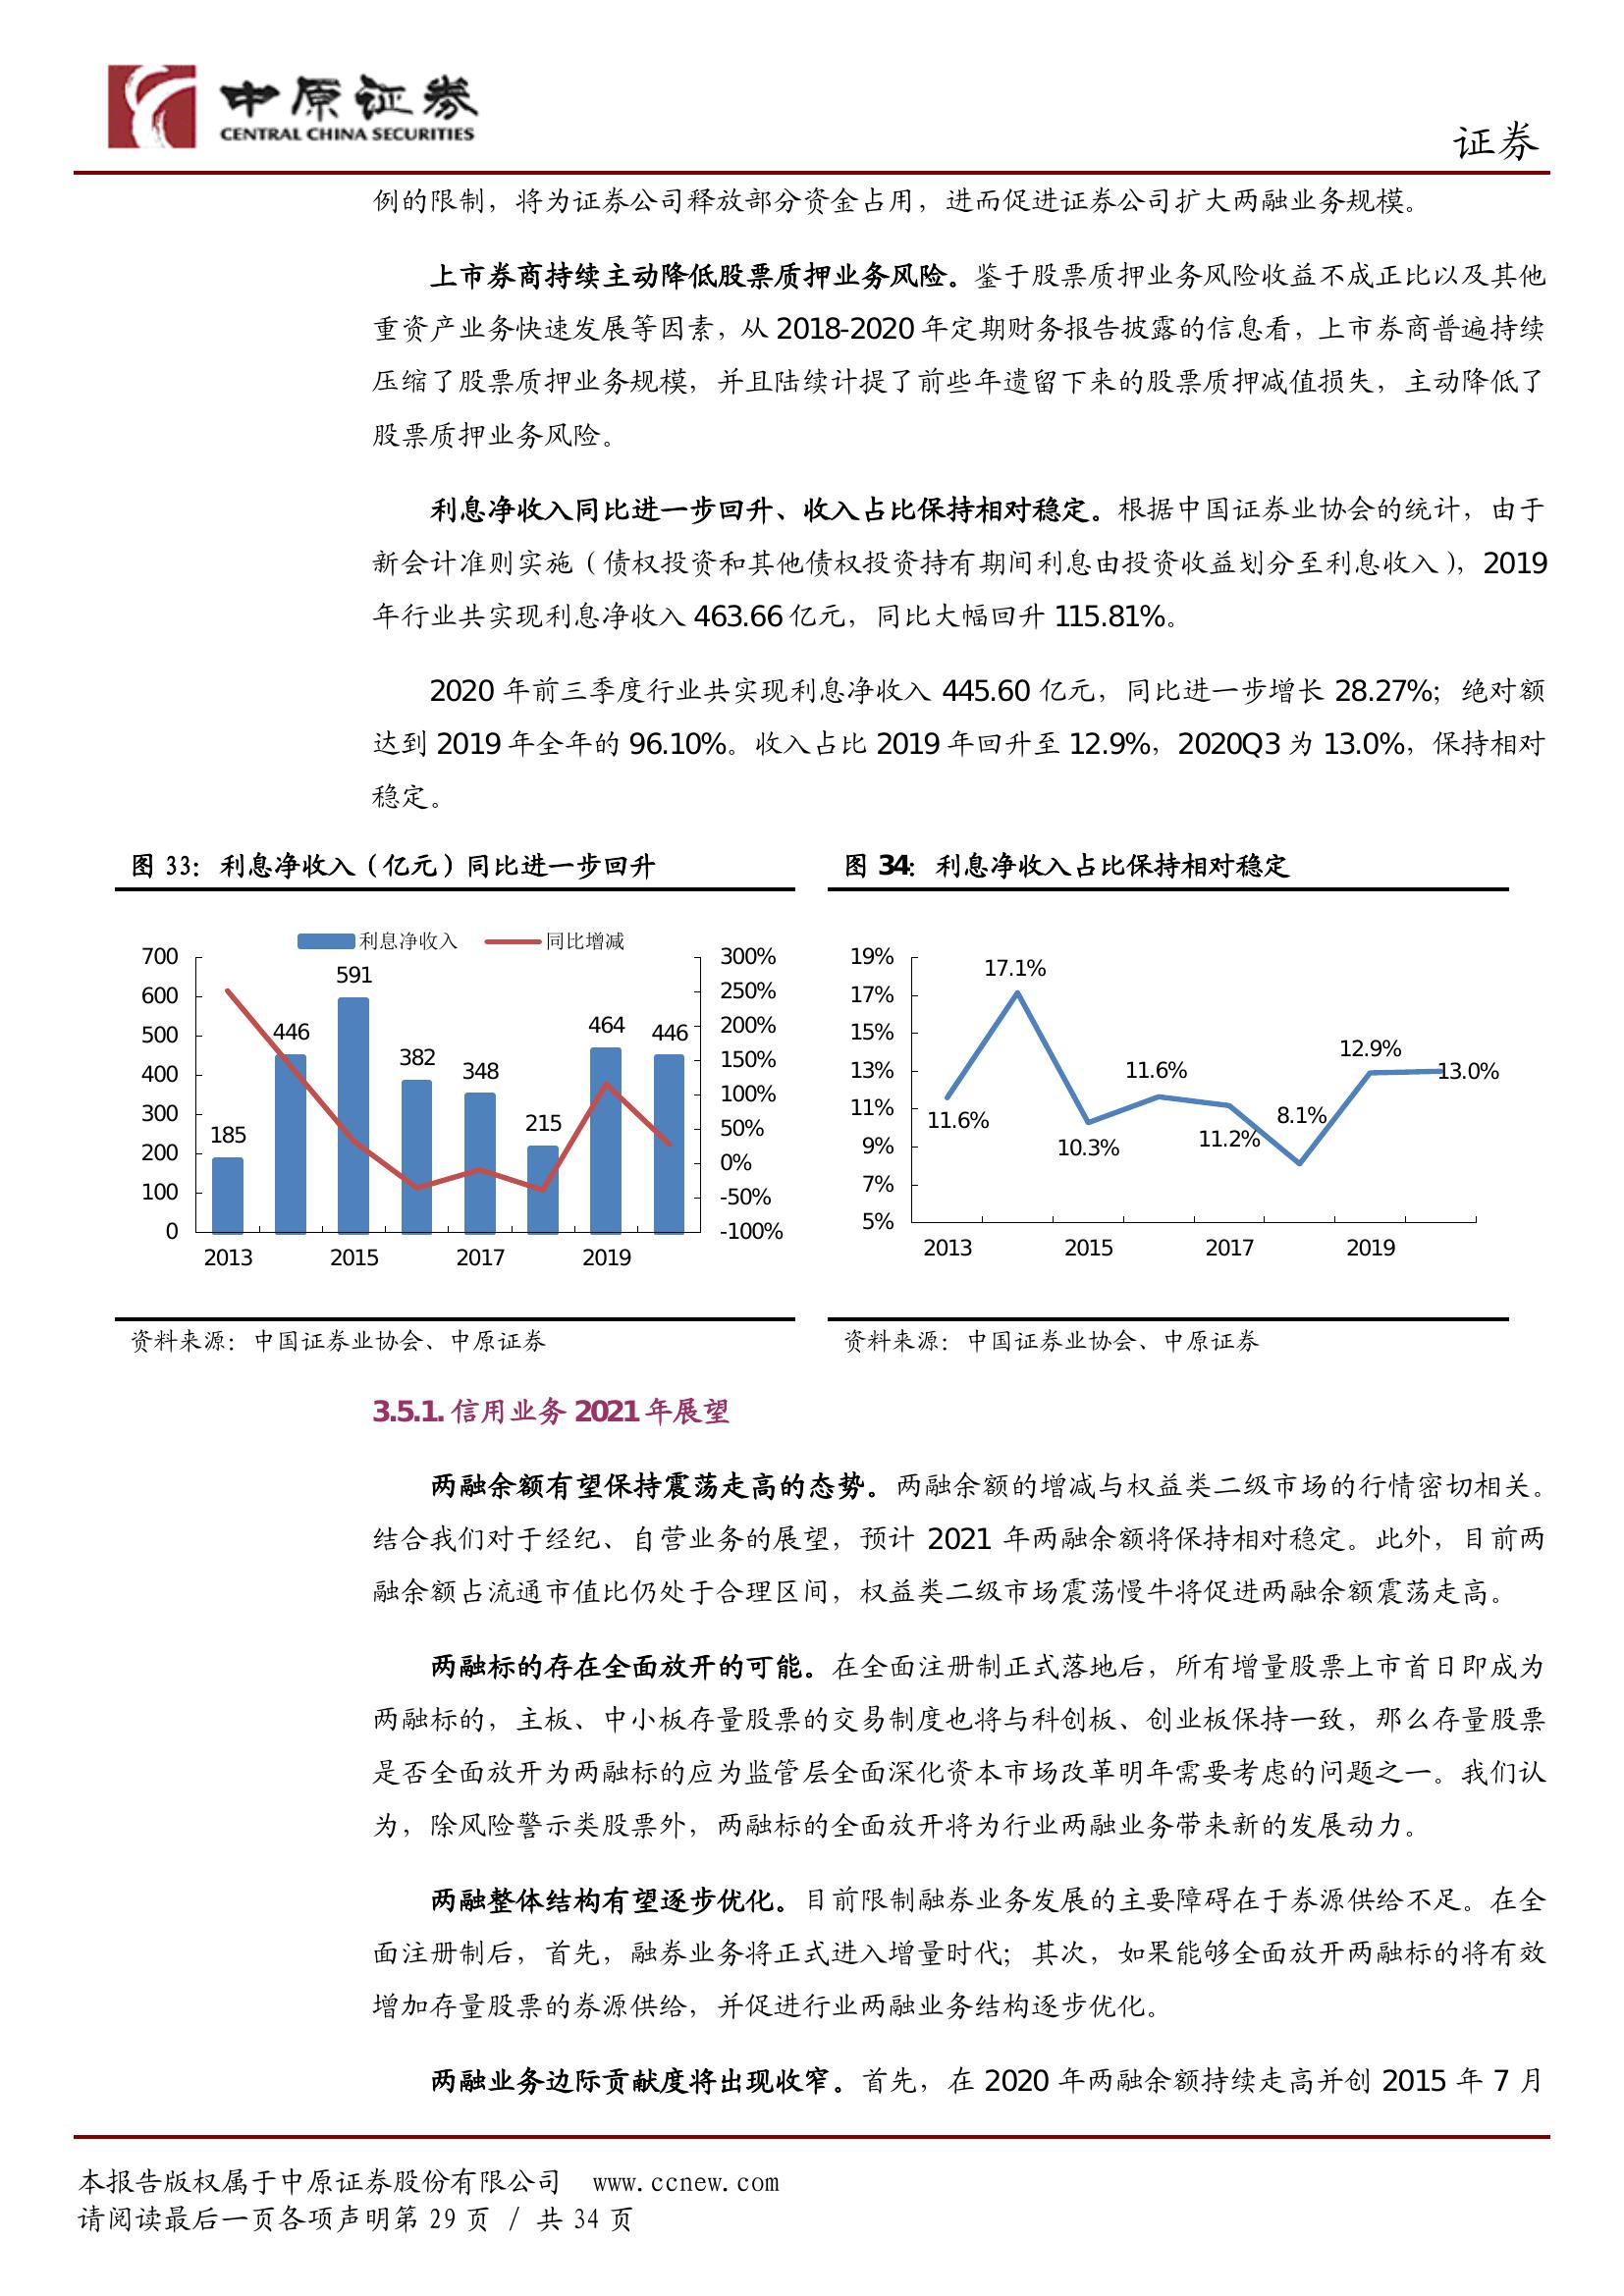 中原证券
CENTRAL CHINA SECURITIES
证券
例的限制，将为证券公司释放部分资金占用，进而促进证券公司扩大两融业务规模。
上市券商持续主动降低股票质押业务风险。鉴于股票质押业务风险收益不成正比以及其他
重资产业务快速发展等因素，从 2018-2020 年定期财务报告披露的信息看，上市券商普遍持续
压缩了股票质押业务规模，并且陆续计提了前些年遗留下来的股票质押减值损失，主动降低了
股票质押业务风险。
利息净收入同比进一步回升、收入占比保持相对稳定。根据中国证券业协会的统计，由于
新会计准则实施（债权投资和其他债权投资持有期间利息由投资收益划分至利息收入），2019
年行业共实现利息净收入 463.66 亿元，同比大幅回升 115.81%。
2020 年前三季度行业共实现利息净收入 445.60 亿元，同比进一步增长 28.27%；绝对额
达到 2019 年全年的 96.10%。收入占比 2019 年回升至 12.9%，2020Q3 为 13.0%，保持相对
稳定。
图 33：利息净收入（亿元）同比进一步回升
利息净收入 同比增减
700
600
500
400
300
200
100
0
185
446
591
382
348
215
464
446
300%
250%
200%
150%
100%
50%
0%
-50%
-100%
2013 2015 2017 2019
资料来源：中国证券业协会、中原证券
图 34：利息净收入占比保持相对稳定
19%
17%
15%
13%
11%
9%
7%
5%
11.6%
17.1%
10.3%
11.6%
11.2%
8.1%
12.9%
13.0%
2013 2015 2017 2019
资料来源：中国证券业协会、中原证券
3.5.1. 信用业务 2021 年展望
两融余额有望保持震荡走高的态势。两融余额的增减与权益类二级市场的行情密切相关。
结合我们对于经纪、自营业务的展望，预计 2021 年两融余额将保持相对稳定。此外，目前两
融余额占流通市值比仍处于合理区间，权益类二级市场震荡慢牛将促进两融余额震荡走高。
两融标的存在全面放开的可能。在全面注册制正式落地后，所有增量股票上市首日即成为
两融标的，主板、中小板存量股票的交易制度也将与科创板、创业板保持一致，那么存量股票
是否全面放开为两融标的应为监管层全面深化资本市场改革明年需要考虑的问题之一。我们认
为，除风险警示类股票外，两融标的全面放开将为行业两融业务带来新的发展动力。
两融整体结构有望逐步优化。目前限制融券业务发展的主要障碍在于券源供给不足。在全
面注册制后，首先，融券业务将正式进入增量时代；其次，如果能够全面放开两融标的将有效
增加存量股票的券源供给，并促进行业两融业务结构逐步优化。
两融业务边际贡献度将出现收窄。首先，在 2020 年两融余额持续走高并创 2015 年 7 月
本报告版权属于中原证券股份有限公司 www.ccnew.com
请阅读最后一页各项声明第 29 页 / 共 34 页